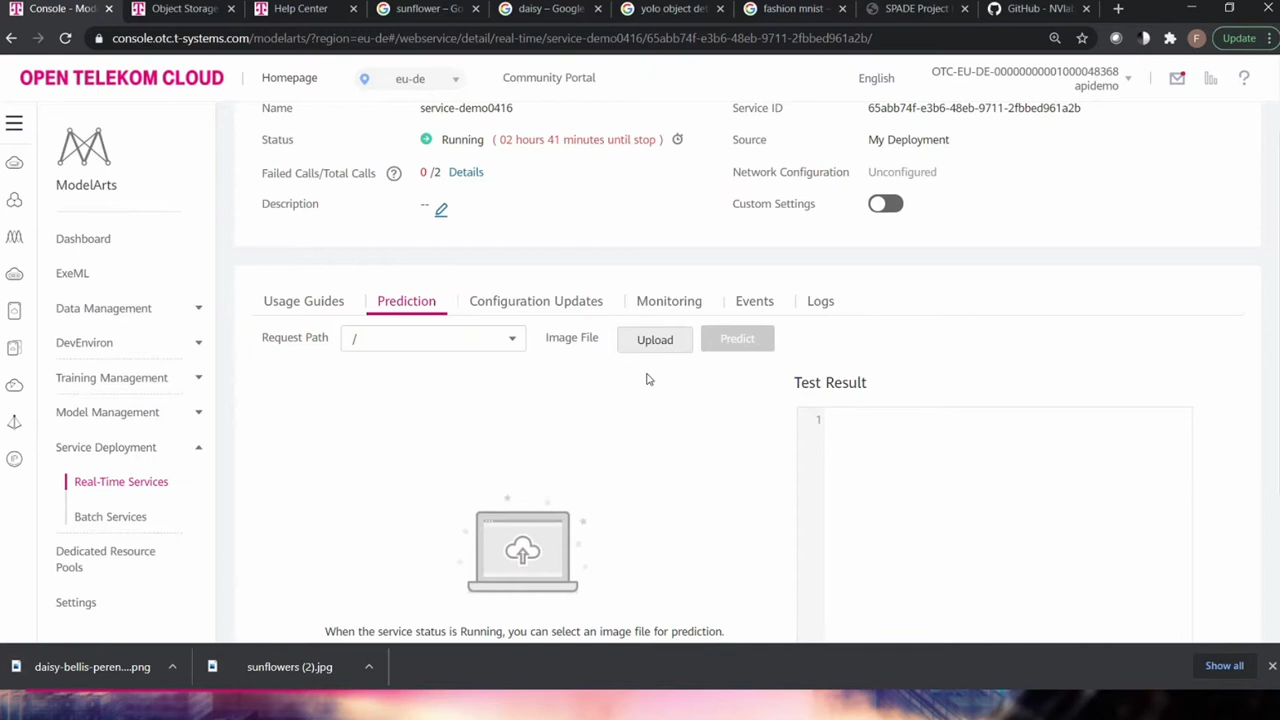 Console - Mod
Object Storage
Help Center
sunflower – Go
daisy – Google
yolo object det
fashion mnist –
SPADE Project
GitHub - NVlab
console.otc.t-systems.com/modelarts/?region=eu-de#/webservice/detail/real-time/service-demo0416/65abb74f-e3b6-48eb-9711-2fbbed961a2b/
F
Update
OPEN TELEKOM CLOUD
Homepage
eu-de
Community Portal
English
OTC-EU-DE-00000000001000048368
apidemo
ModelArts
Dashboard
ExeML
Data Management
DevEnviron
Training Management
Model Management
Service Deployment
Real-Time Services
Batch Services
Dedicated Resource
Pools
Settings
Name service-demo0416 Service ID 65abb74f-e3b6-48eb-9711-2fbbed961a2b
Status Running ( 02 hours 41 minutes until stop ) Source My Deployment
Failed Calls/Total Calls 0 /2 Details Network Configuration Unconfigured
Description -- Custom Settings
Usage Guides Prediction Configuration Updates Monitoring Events Logs
Request Path / Image File Upload Predict
Test Result
1
When the service status is Running, you can select an image file for prediction.
daisy-bellis-peren....png
sunflowers (2).jpg
Show all